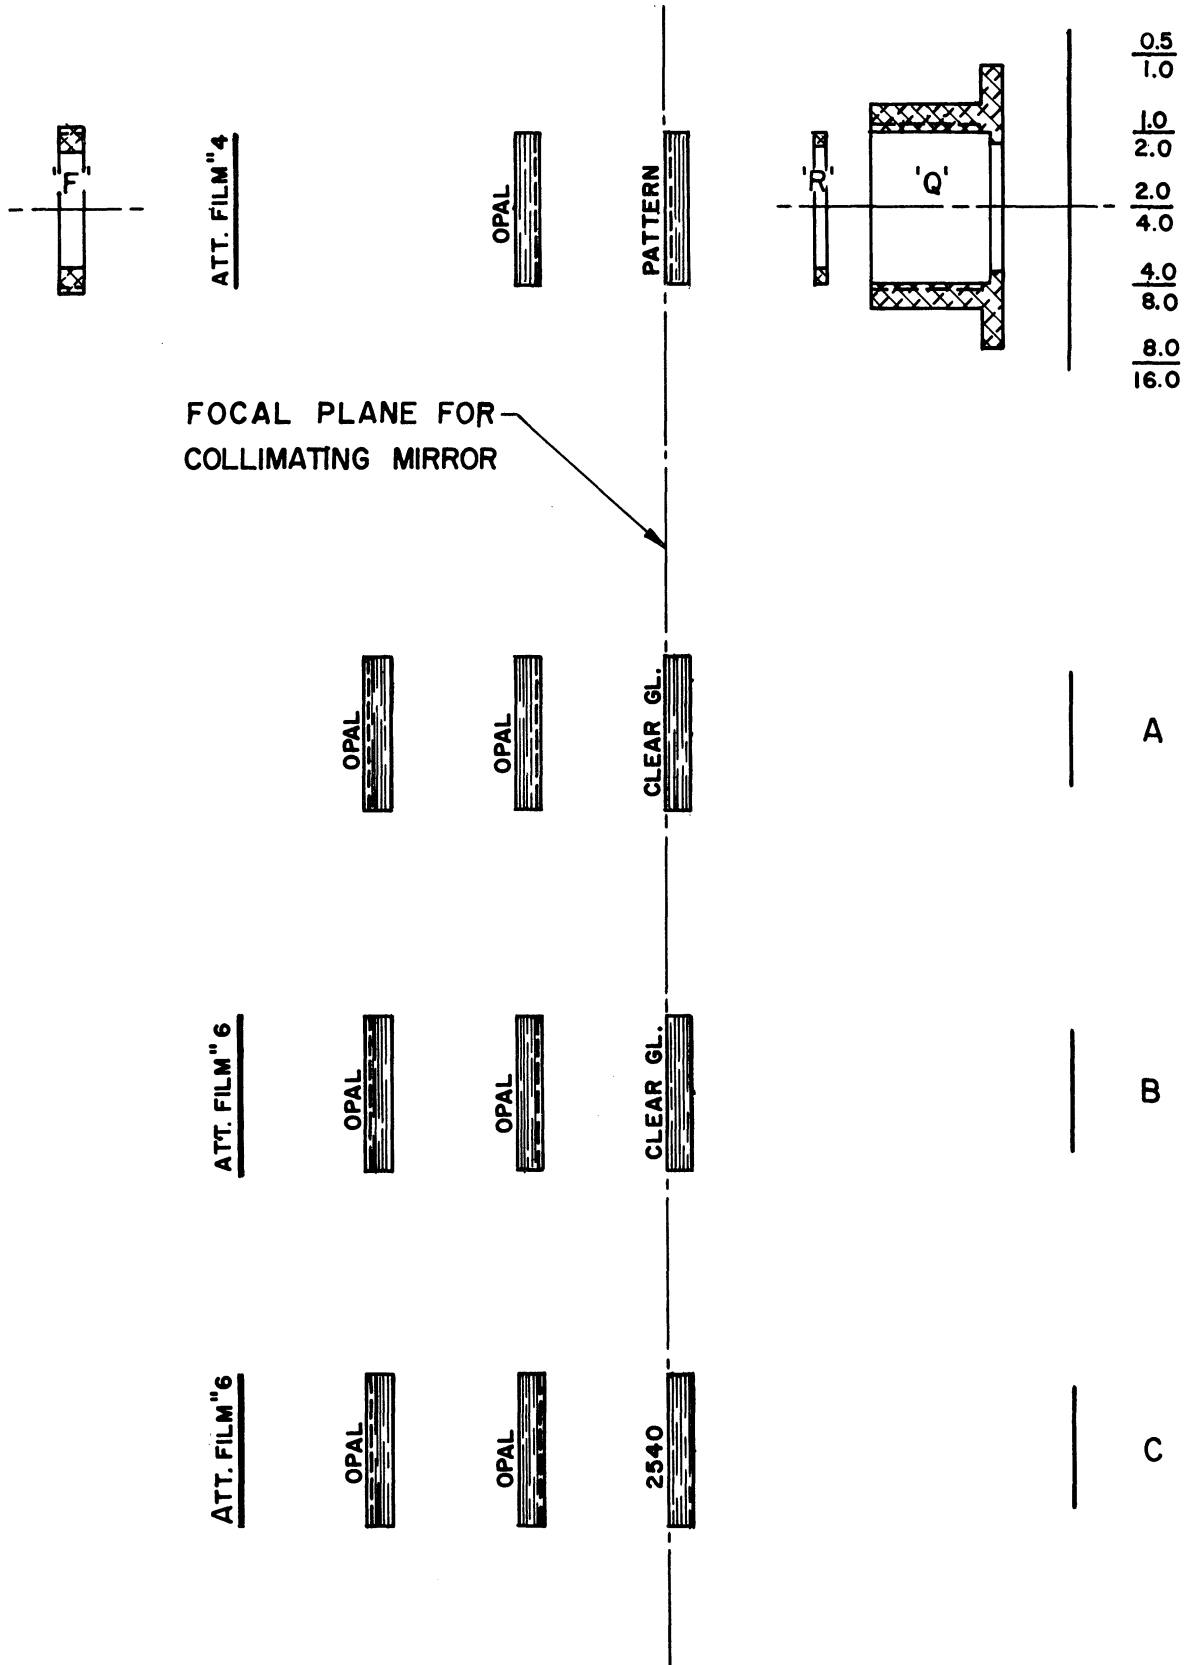 0.5
1.0
1.0
2.0
2.0
4.0
4.0
8.0
8.0
16.0
"F"
ATT. FILM "4
OPAL
PATTERN
'R'
'Q'
FOCAL PLANE FOR
COLLIMATING MIRROR
OPAL
OPAL
CLEAR GL.
A
ATT. FILM "6
OPAL
OPAL
CLEAR GL.
B
ATT. FILM "6
OPAL
OPAL
2540
C